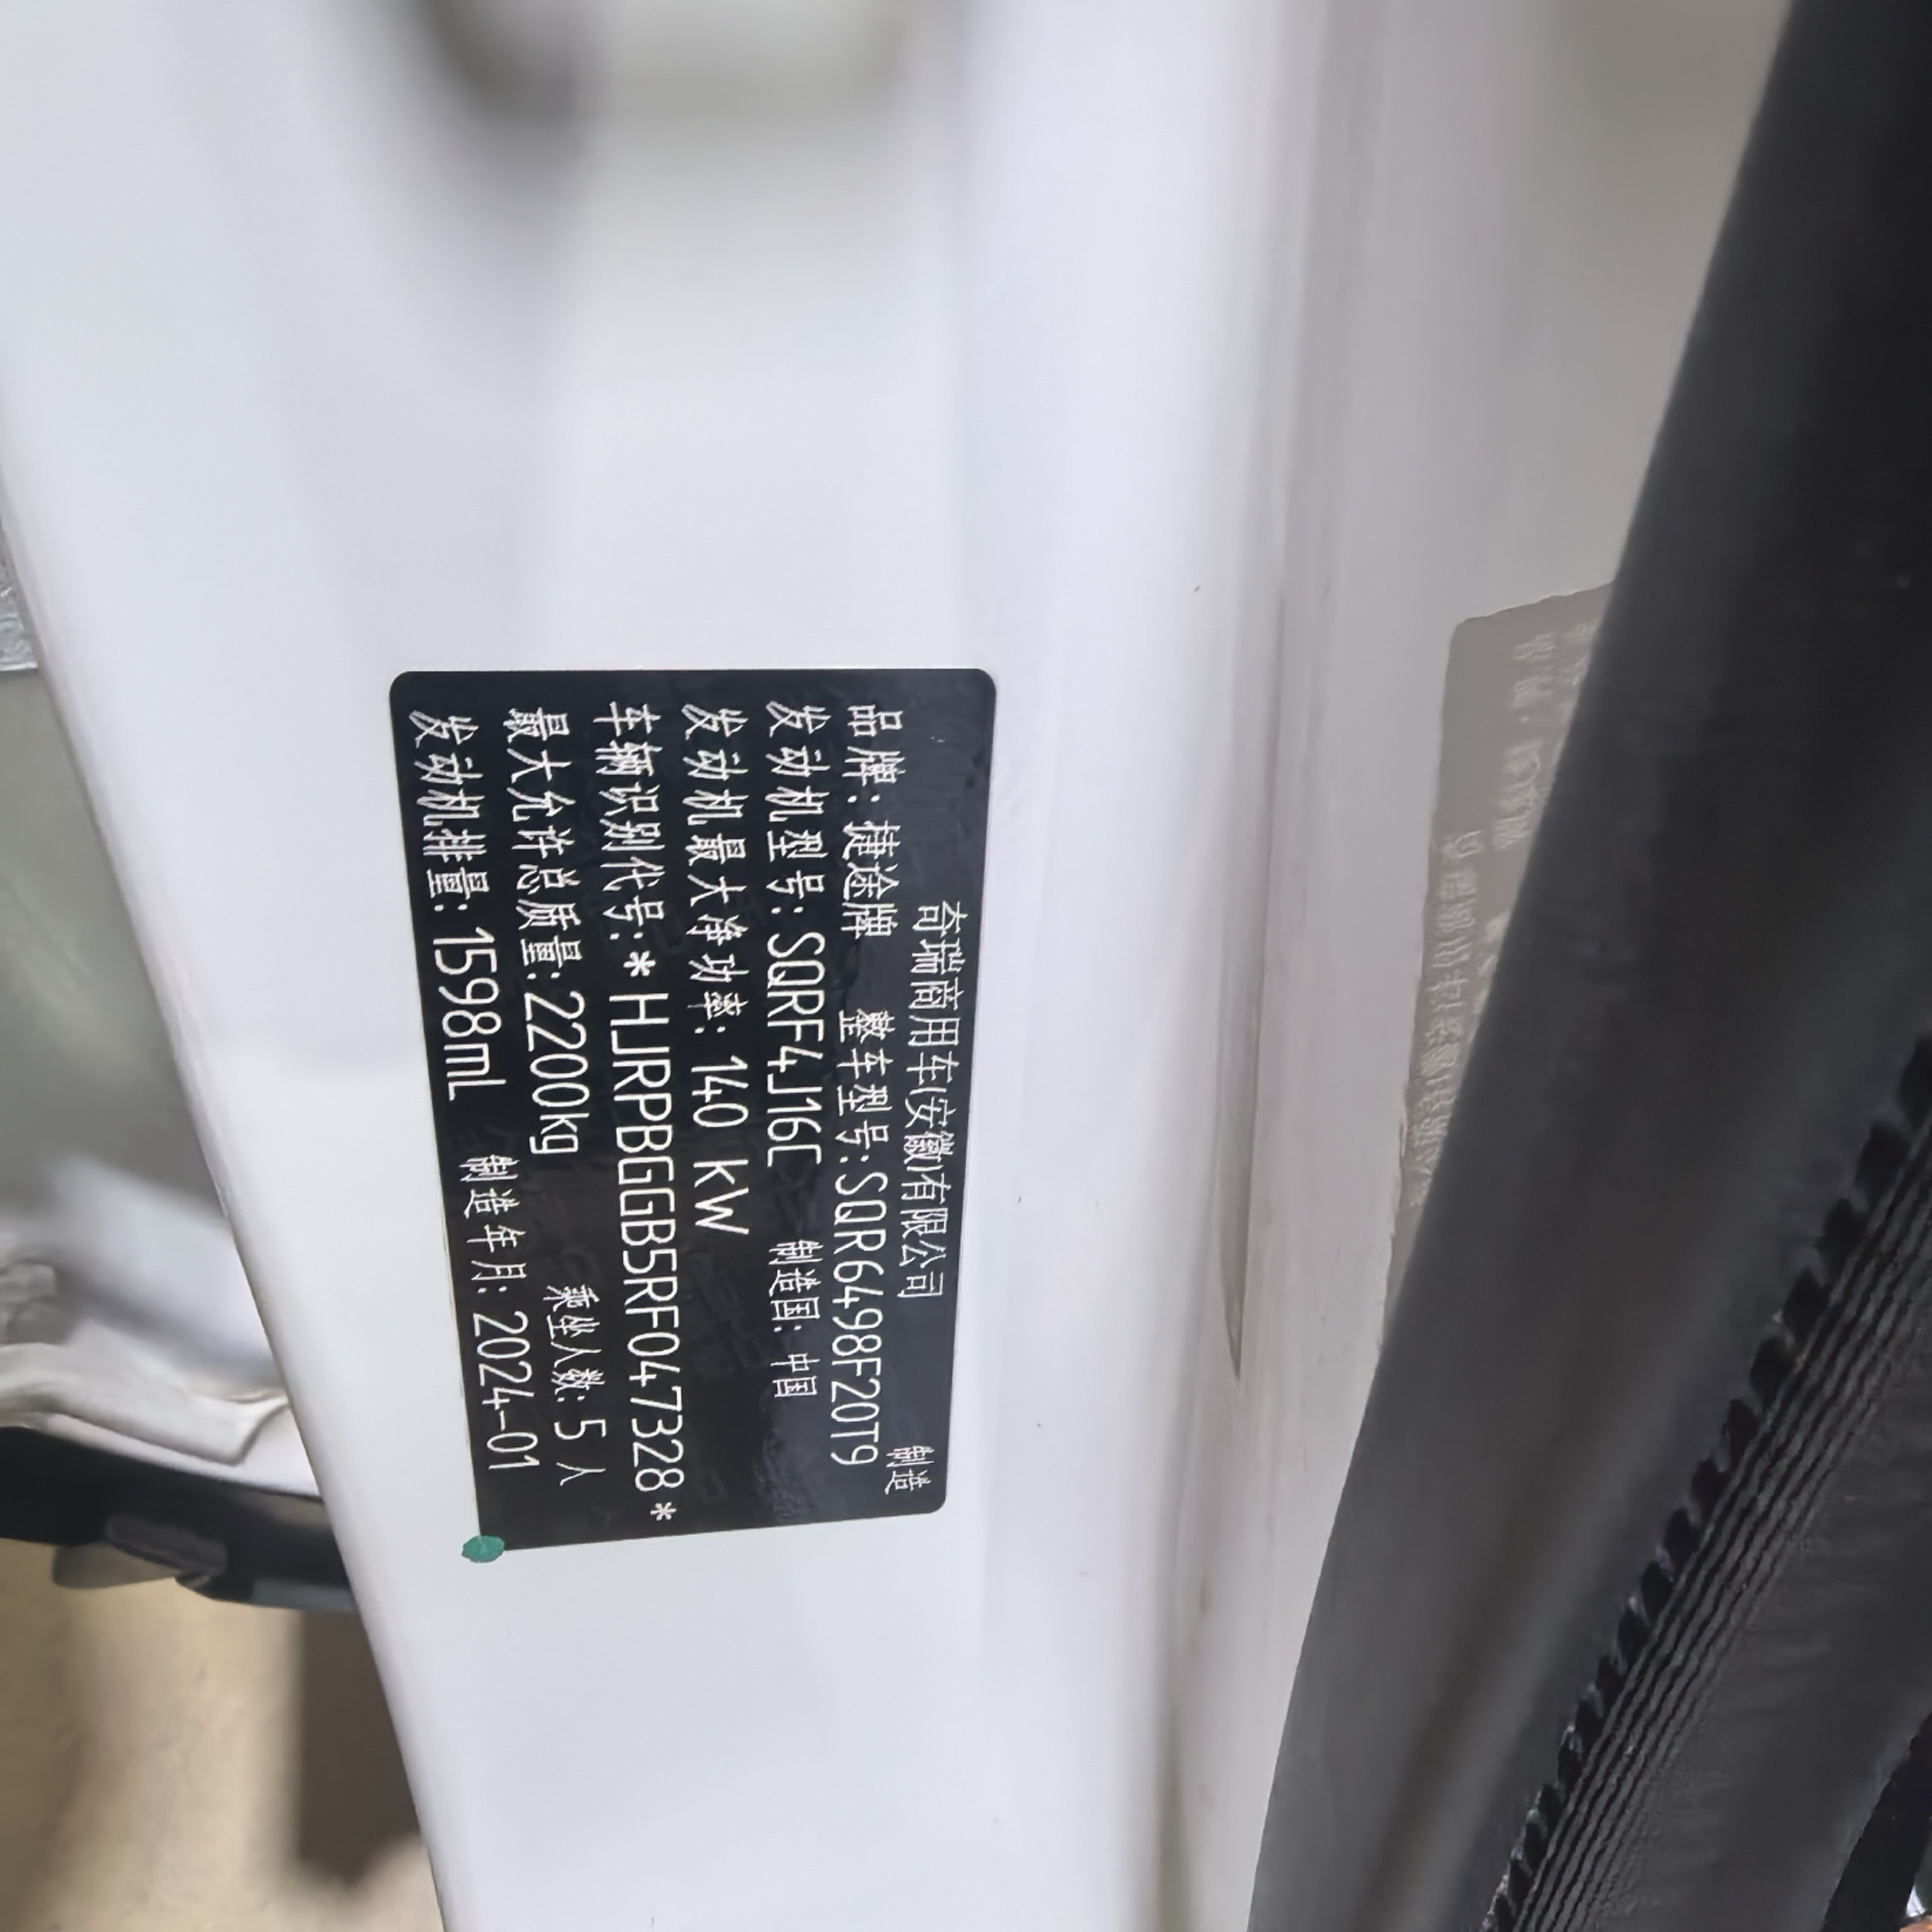 奇瑞商用车(安徽)有限公司 制造
品牌: 捷途牌 整车型号: SQR6498F20T9
发动机型号: SQRF4J16C 制造国: 中国
发动机最大净功率: 140 kW
车辆识别代号: *HJRPBGGB5RF047328*
最大允许总质量: 2200kg 乘坐人数: 5 人
发动机排量: 1598mL 制造年月: 2024-01